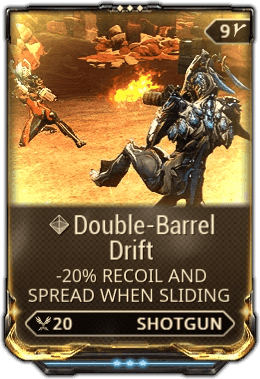 9
Double-Barrel
Drift
-20% RECOIL AND
SPREAD WHEN SLIDING
20 SHOTGUN